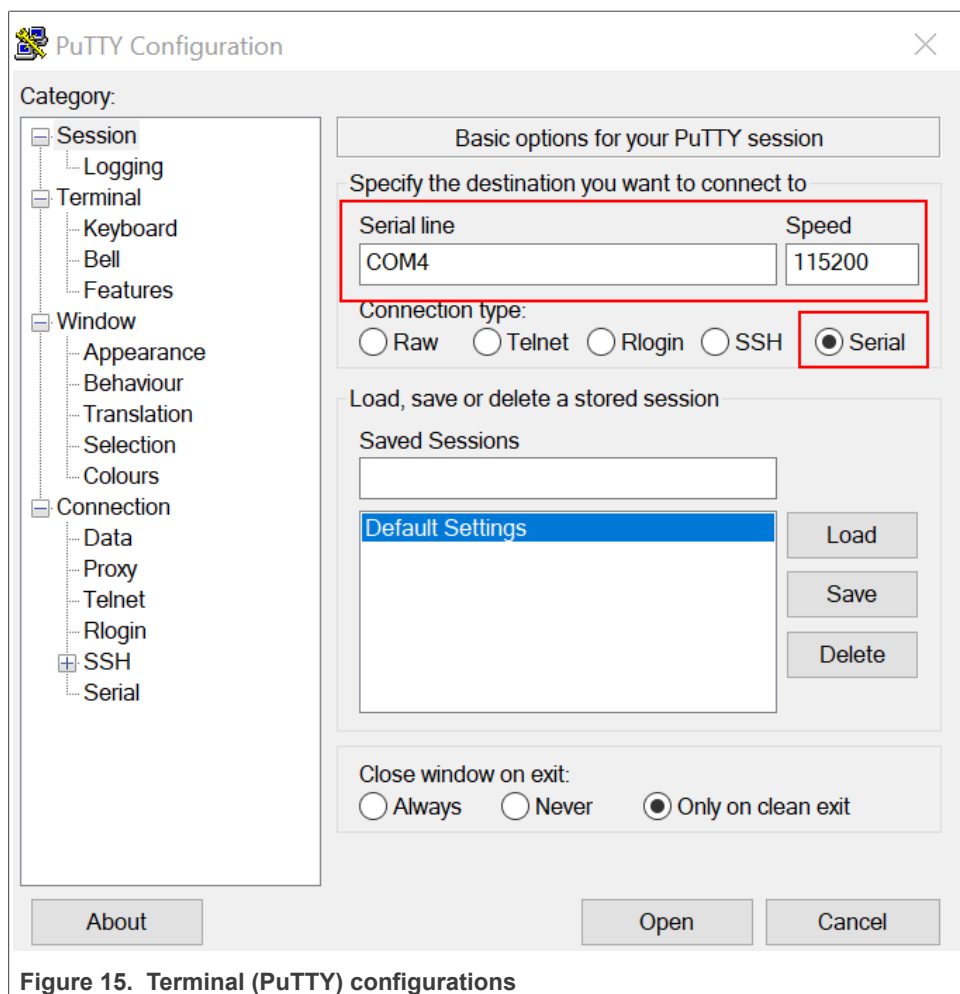 PuTTY Configuration
Category:
Session
Logging
Terminal
Keyboard
Bell
Features
Window
Appearance
Behaviour
Translation
Selection
Colours
Connection
Data
Proxy
Telnet
Rlogin
SSH
Serial
Basic options for your PuTTY session
Specify the destination you want to connect to
Serial line Speed
COM4 115200
Connection type:
Raw Telnet Rlogin SSH Serial
Load, save or delete a stored session
Saved Sessions
Default Settings
Load
Save
Delete
Close window on exit:
Always Never Only on clean exit
About Open Cancel
Figure 15. Terminal (PuTTY) configurations